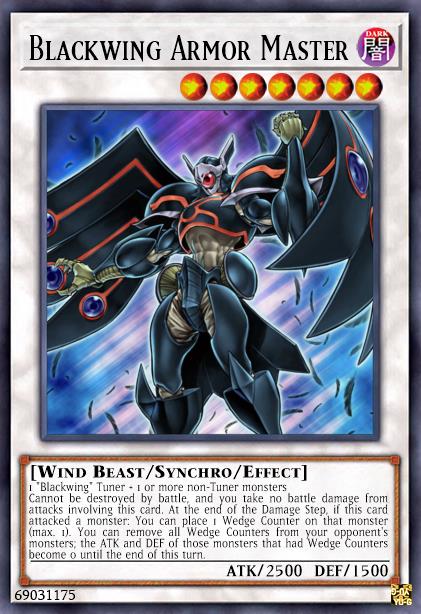 BLACKWING ARMOR MASTER
DARK
闇
[WIND BEAST/SYNCHRO/EFFECT]
1 "Blackwing" Tuner + 1 or more non-Tuner monsters
Cannot be destroyed by battle, and you take no battle damage from
attacks involving this card. At the end of the Damage Step, if this card
attacked a monster: You can place 1 Wedge Counter on that monster
(max. 1). You can remove all Wedge Counters from your opponent's
monsters; the ATK and DEF of those monsters that had Wedge Counters
become 0 until the end of this turn.
ATK/2500 DEF/1500
69031175